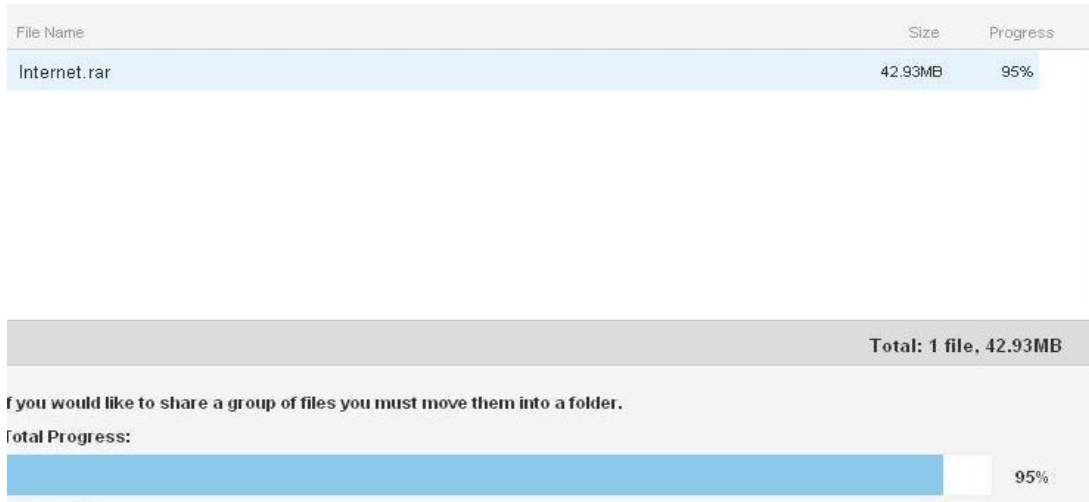 File Name Size Progress
Internet.rar 42.93MB 95%
Total: 1 file, 42.93MB
f you would like to share a group of files you must move them into a folder.
Total Progress:
95%